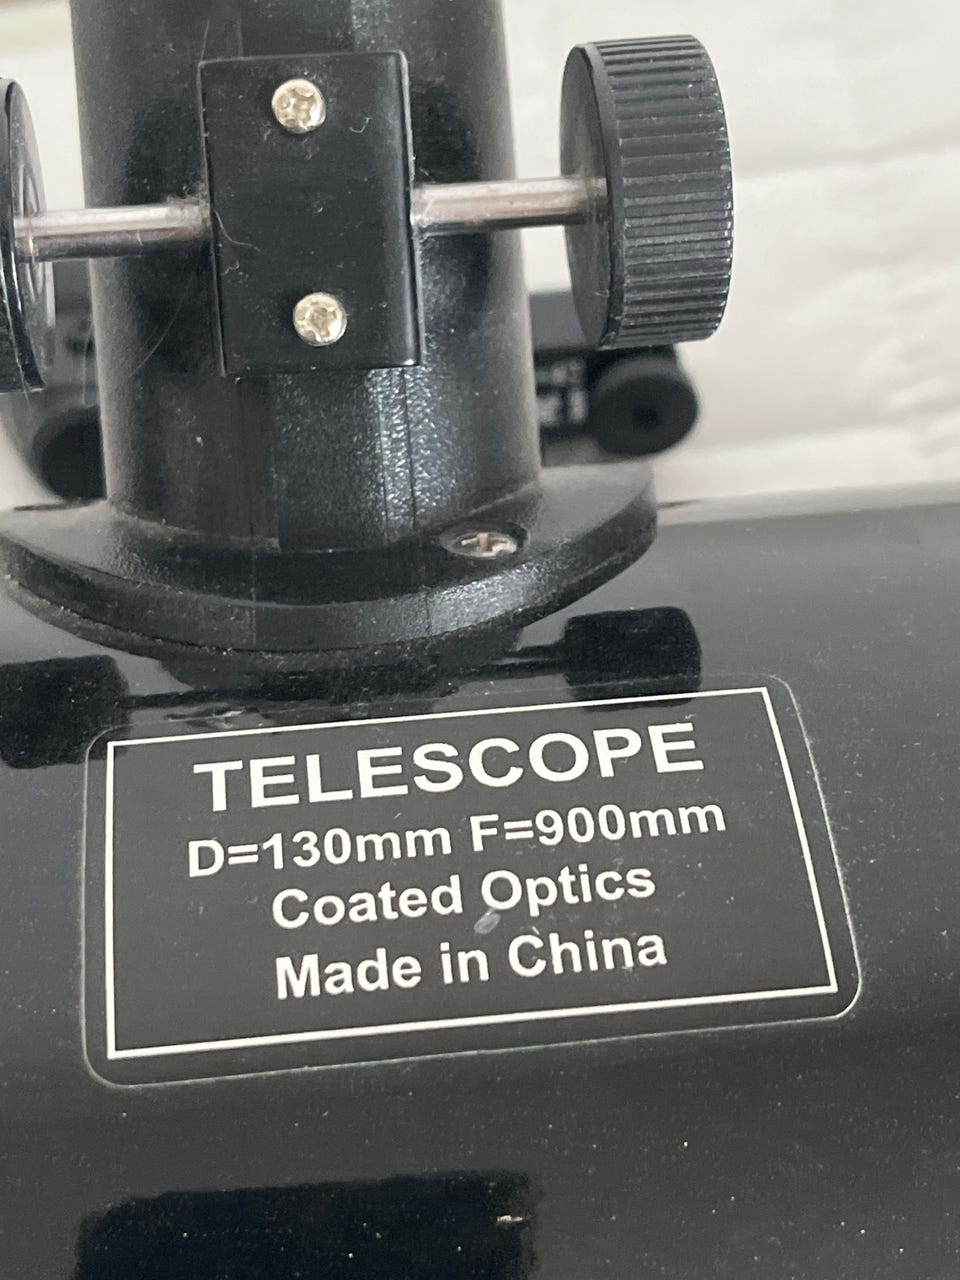 TELESCOPE
D=130mm F=900mm
Coated Optics
Made in China